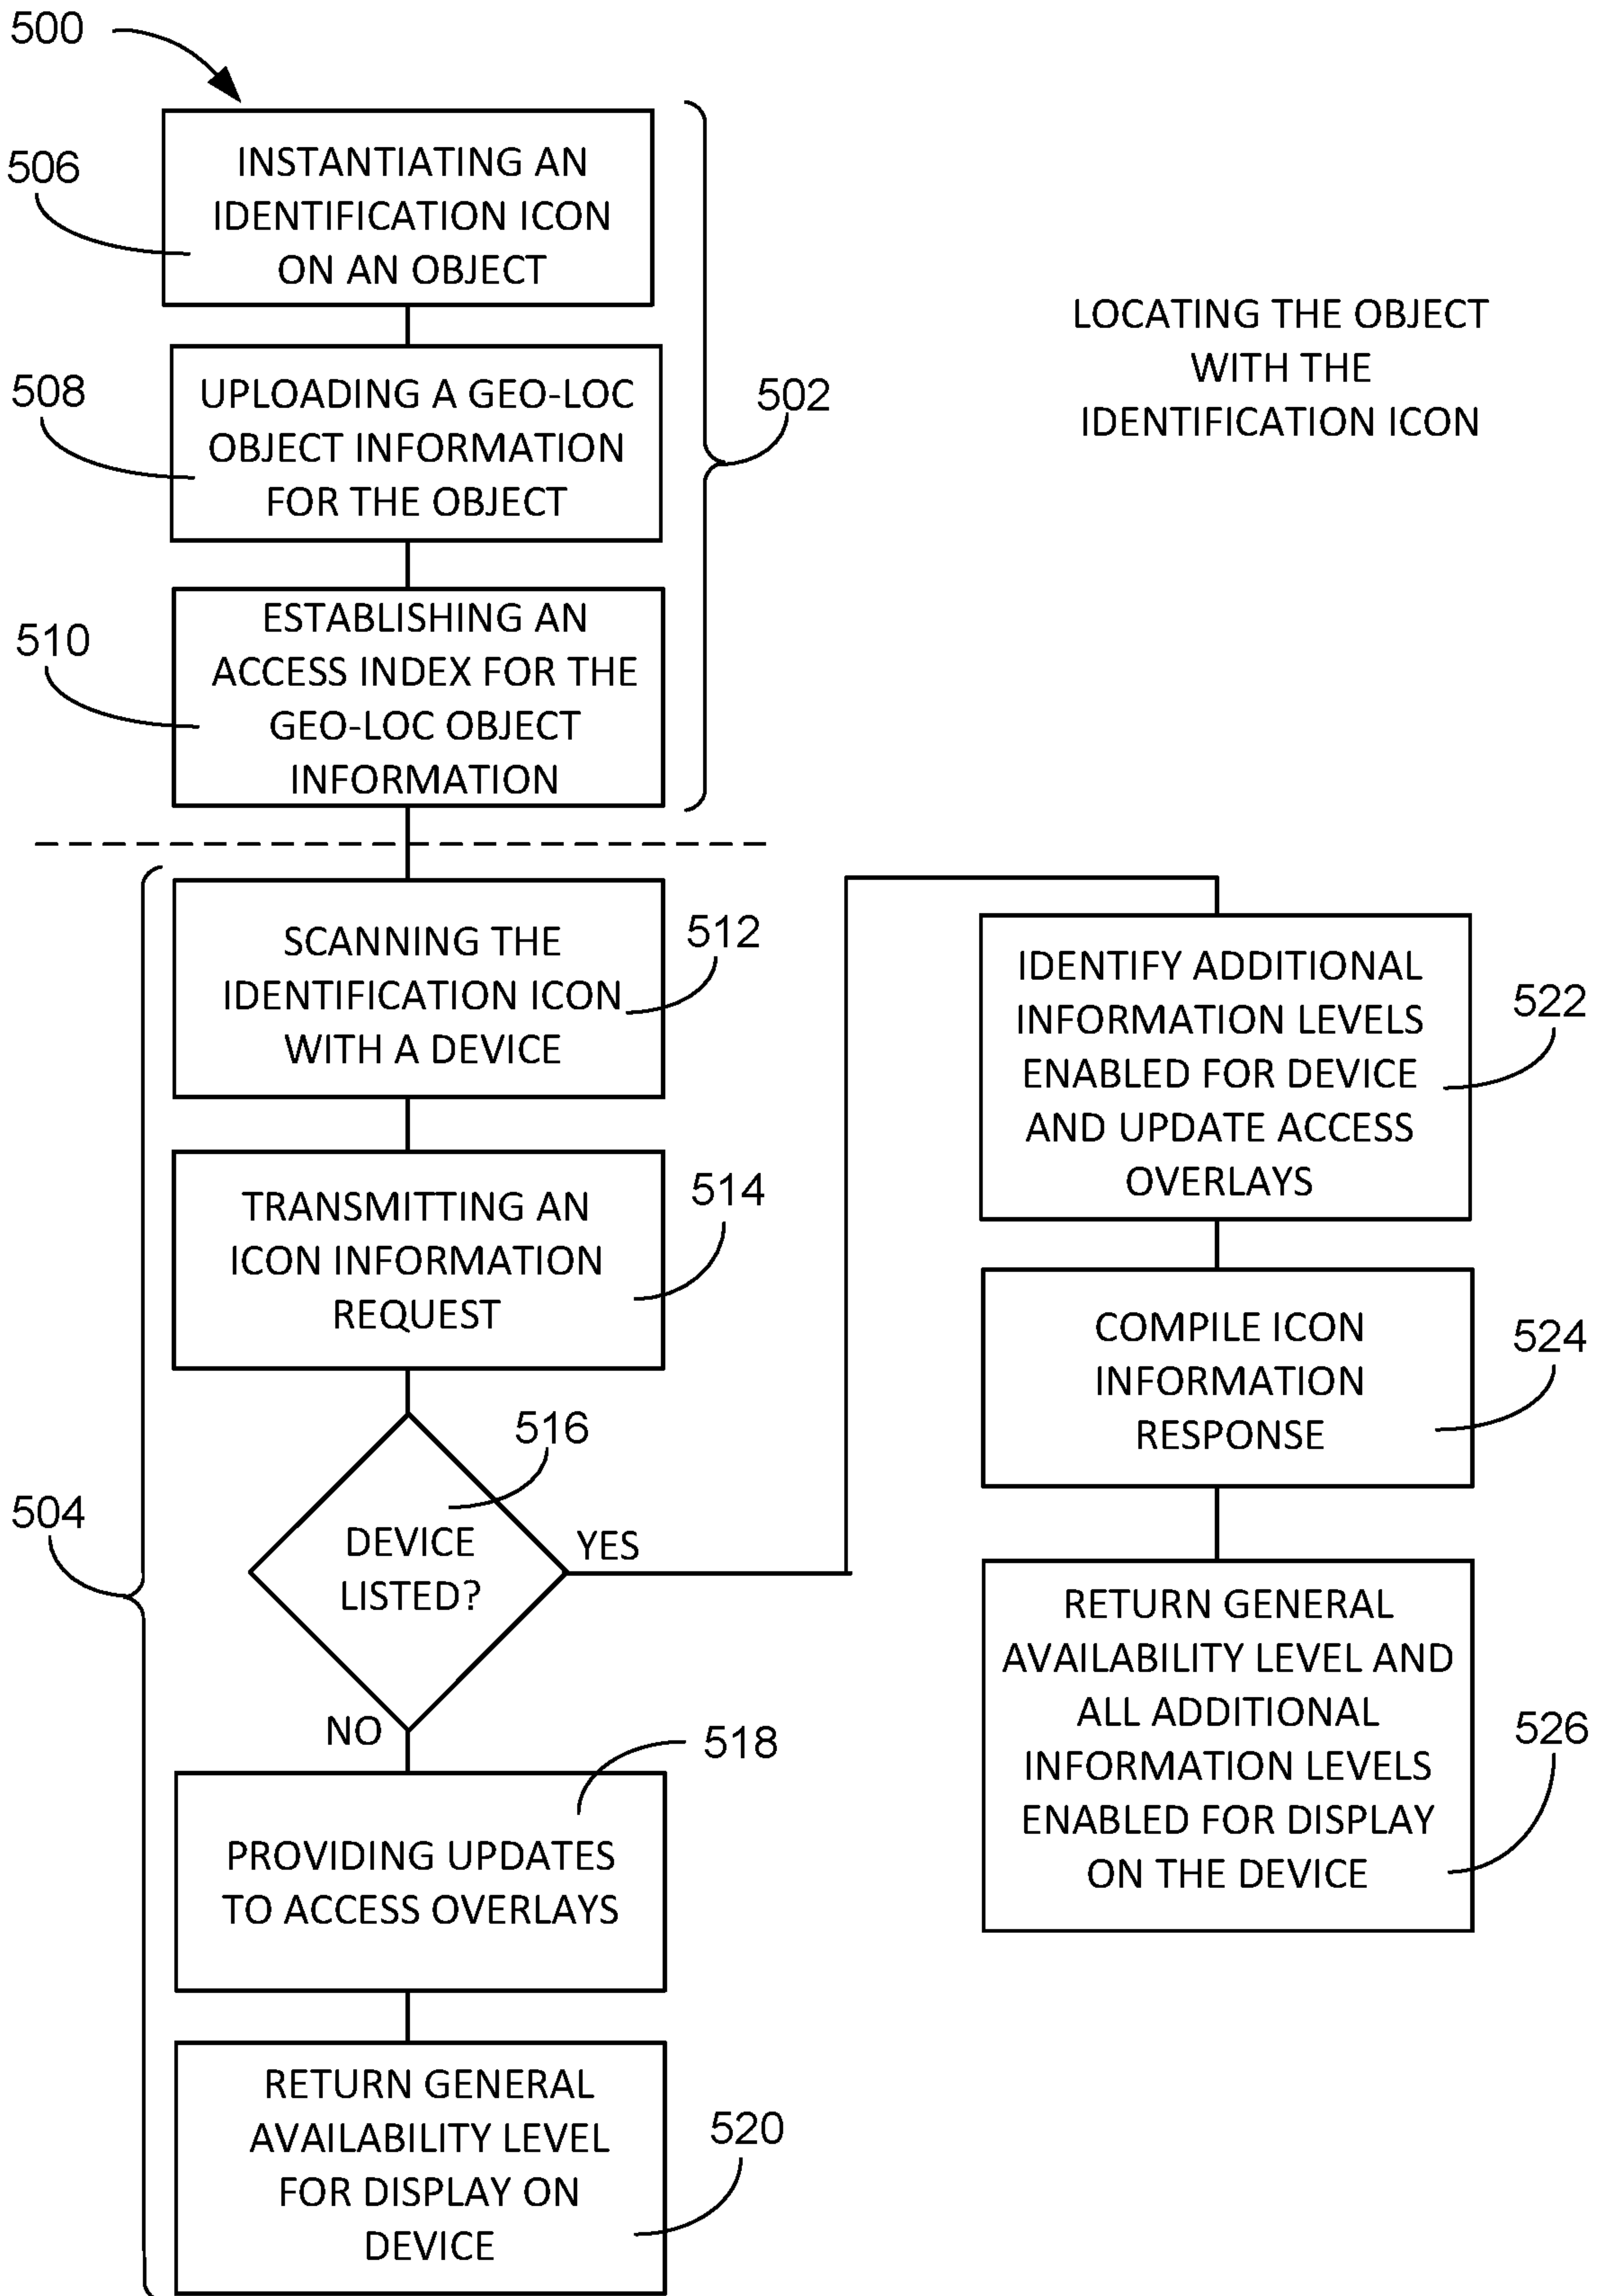 500
506
INSTANTIATING AN
IDENTIFICATION ICON
ON AN OBJECT
508
UPLOADING A GEO-LOC
OBJECT INFORMATION
FOR THE OBJECT
502
LOCATING THE OBJECT
WITH THE
IDENTIFICATION ICON
510
ESTABLISHING AN
ACCESS INDEX FOR THE
GEO-LOC OBJECT
INFORMATION
SCANNING THE
IDENTIFICATION ICON
WITH A DEVICE
512
TRANSMITTING AN
ICON INFORMATION
REQUEST
514
516
504
DEVICE
LISTED?
YES
NO
518
PROVIDING UPDATES
TO ACCESS OVERLAYS
RETURN GENERAL
AVAILABILITY LEVEL
FOR DISPLAY ON
DEVICE
520
IDENTIFY ADDITIONAL
INFORMATION LEVELS
ENABLED FOR DEVICE
AND UPDATE ACCESS
OVERLAYS
522
COMPILE ICON
INFORMATION
RESPONSE
524
RETURN GENERAL
AVAILABILITY LEVEL AND
ALL ADDITIONAL
INFORMATION LEVELS
ENABLED FOR DISPLAY
ON THE DEVICE
526